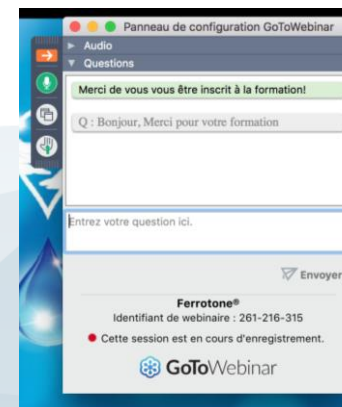 Panneau de configuration GoToWebinar
Audio
Questions
Merci de vous vous être inscrit à la formation!
Q : Bonjour, Merci pour votre formation
Entrez votre question ici.
Envoyer
Ferrotone®
Identifiant de webinaire : 261-216-315
Cette session est en cours d'enregistrement.
GoToWebinar